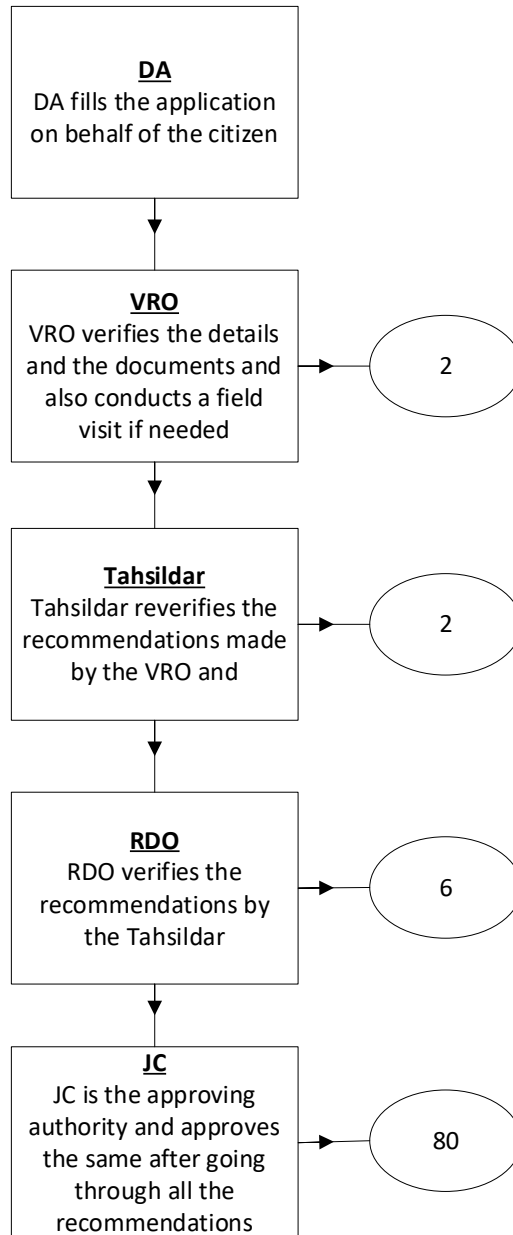 DA
DA fills the application
on behalf of the citizen
VRO
VRO verifies the details
and the documents and
also conducts a field
visit if needed
2
Tahsildar
Tahsildar reverifies the
recommendations made
by the VRO and
2
RDO
RDO verifies the
recommendations by
the Tahsildar
6
JC
JC is the approving
authority and approves
the same after going
through all the
recommendations
80